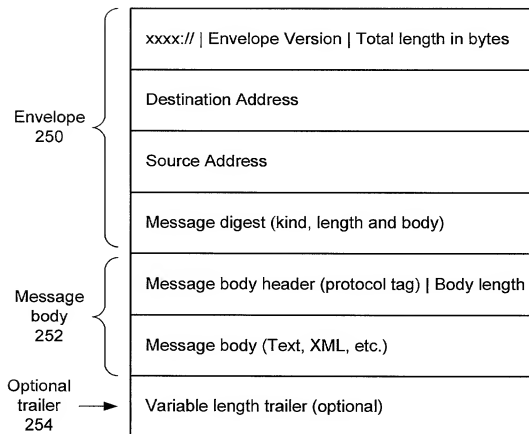 xxxx:// | Envelope Version | Total length in bytes
Destination Address
Envelope
250
Source Address
Message digest (kind, length and body)
Message body header (protocol tag) | Body length
Message
body
252
Message body (Text, XML, etc.)
Optional
trailer
254
Variable length trailer (optional)